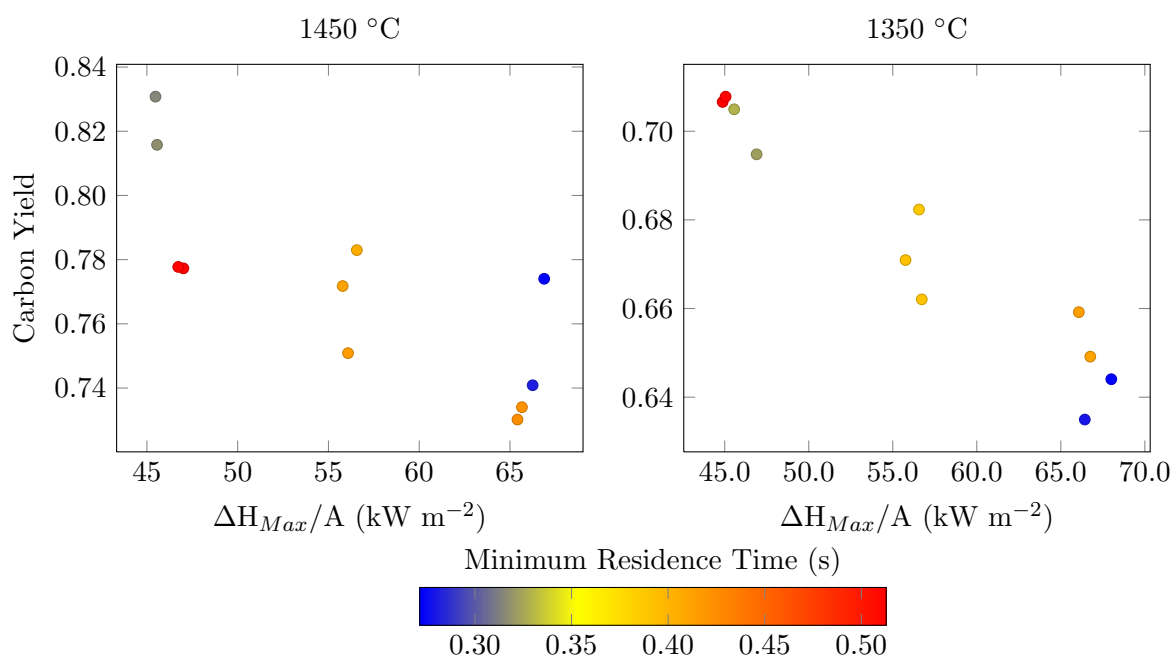 1450 °C
0.84
0.82
0.80
0.78
0.76
0.74
Carbon Yield
45 50 55 60 65
ΔH_Max/A (kW m⁻²)
1350 °C
0.70
0.68
0.66
0.64
45.0 50.0 55.0 60.0 65.0 70.0
ΔH_Max/A (kW m⁻²)
Minimum Residence Time (s)
0.30 0.35 0.40 0.45 0.50